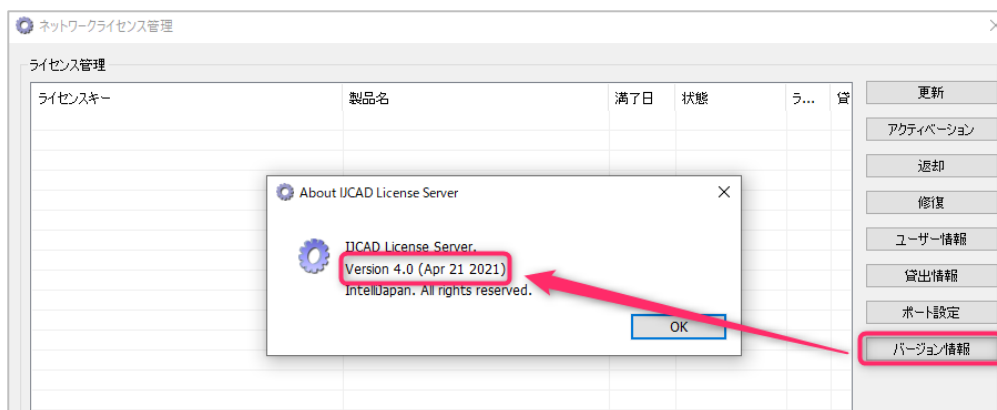 ネットワークライセンス管理
ライセンス管理
ライセンスキー 製品名 満了日 状態 ラ... 貸
更新
アクティベーション
返却
修復
ユーザー情報
貸出情報
ポート設定
バージョン情報
About IJCAD License Server
IJCAD License Server.
Version 4.0 (Apr 21 2021)
IntelliJapan. All rights reserved.
OK